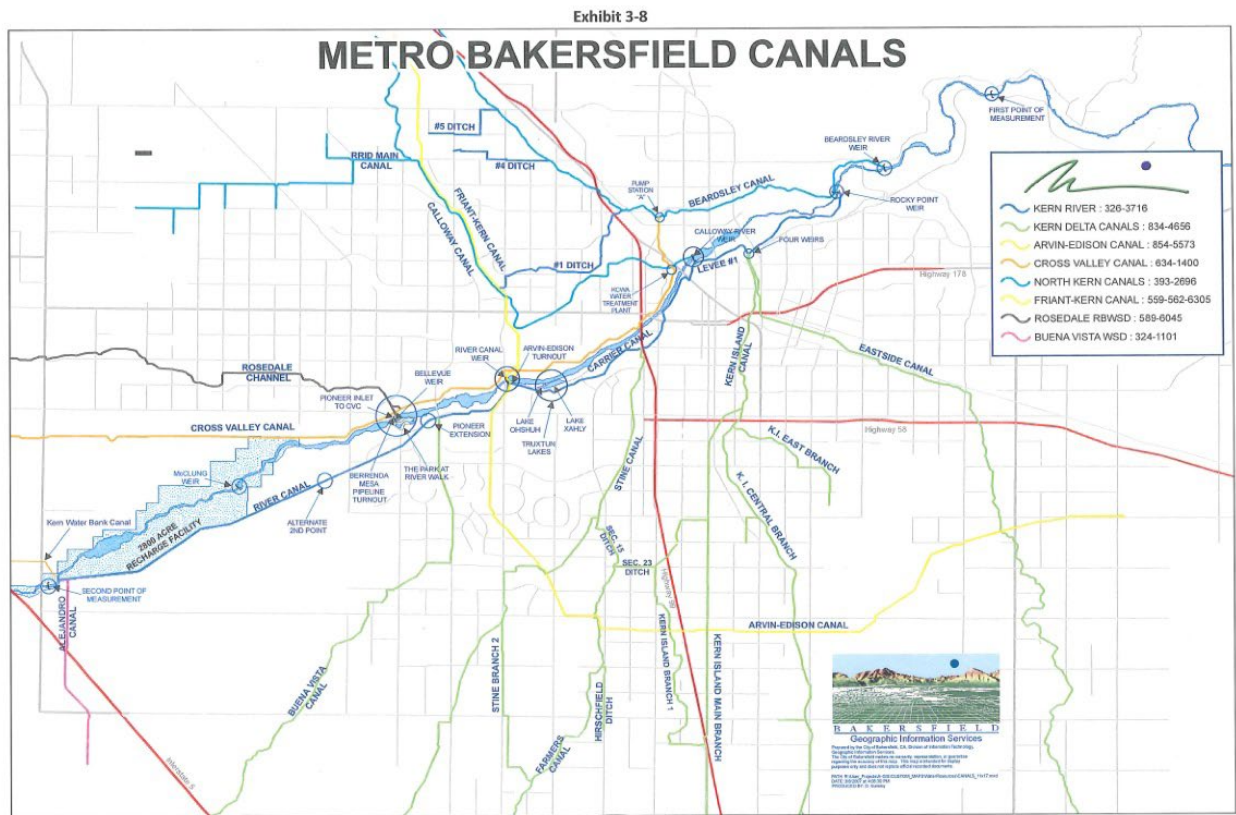 Exhibit 3-8
METRO BAKERSFIELD CANALS
FIRST POINT OF
MEASUREMENT
#5 DITCH
BEARDSLEY RIVER
WEIR
RRID MAIN
CANAL
#4 DITCH
PUMP
STATION
"A"
BEARDSLEY CANAL
ROCKY POINT
WEIR
FRIANT-KERN CANAL
CALLOWAY CANAL
CALLOWAY RIVER
WEIR
FOUR WEIRS
#1 DITCH
LEVEE #1
KCWA
WATER
TREATMENT
PLANT
Highway 178
KERN RIVER : 326-3716
KERN DELTA CANALS : 834-4656
ARVIN-EDISON CANAL : 854-5573
CROSS VALLEY CANAL : 634-1400
NORTH KERN CANALS : 393-2696
FRIANT-KERN CANAL : 559-562-6305
ROSEDALE RBWSD : 589-6045
BUENA VISTA WSD : 324-1101
RIVER CANAL
WEIR
ARVIN-EDISON
TURNOUT
CARRIER CANAL
KERN ISLAND
CANAL
EASTSIDE CANAL
ROSEDALE
CHANNEL
BELLEVUE
WEIR
PIONEER INLET
TO CVC
LAKE
XAHLY
TRUXTUN
LAKES
PIONEER
EXTENSION
CROSS VALLEY CANAL
Highway 58
K.I. EAST BRANCH
STINE CANAL
McCLUNG
WEIR
BERRENDA
MESA
PIPELINE
TURNOUT
THE PARK AT
RIVER WALK
RIVER CANAL
K. I. CENTRAL BRANCH
ALTERNATE
2ND POINT
Kern Water Bank Canal
2800 ACRE
RECHARGE FACILITY
SEC. 15
DITCH
SEC. 23
DITCH
Highway 99
SECOND POINT OF
MEASUREMENT
ALEJANDRO
CANAL
ARVIN-EDISON CANAL
BUENA VISTA
CANAL
STINE BRANCH 2
HIRSCHFIELD
DITCH
KERN ISLAND BRANCH 1
KERN ISLAND MAIN BRANCH
FARMERS
CANAL
Interstate 5
BAKERSFIELD
Geographic Information Services